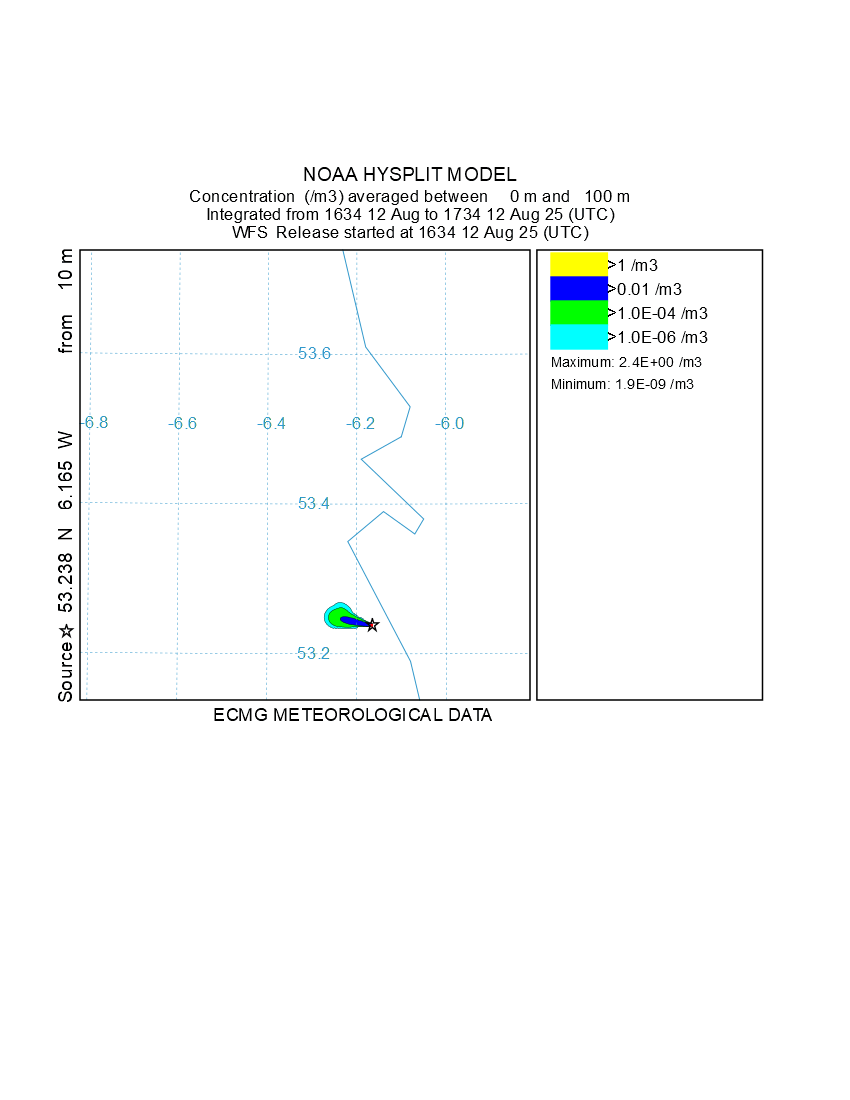 NOAA HYSPLIT MODEL
Concentration (/m3) averaged between 0 m and 100 m
Integrated from 1634 12 Aug to 1734 12 Aug 25 (UTC)
WFS Release started at 1634 12 Aug 25 (UTC)
Source ☆ 53.238 N 6.165 W from 10 m
53.6
-6.8 -6.6 -6.4 -6.2 -6.0
53.4
53.2
>1 /m3
>0.01 /m3
>1.0E-04 /m3
>1.0E-06 /m3
Maximum: 2.4E+00 /m3
Minimum: 1.9E-09 /m3
ECMG METEOROLOGICAL DATA